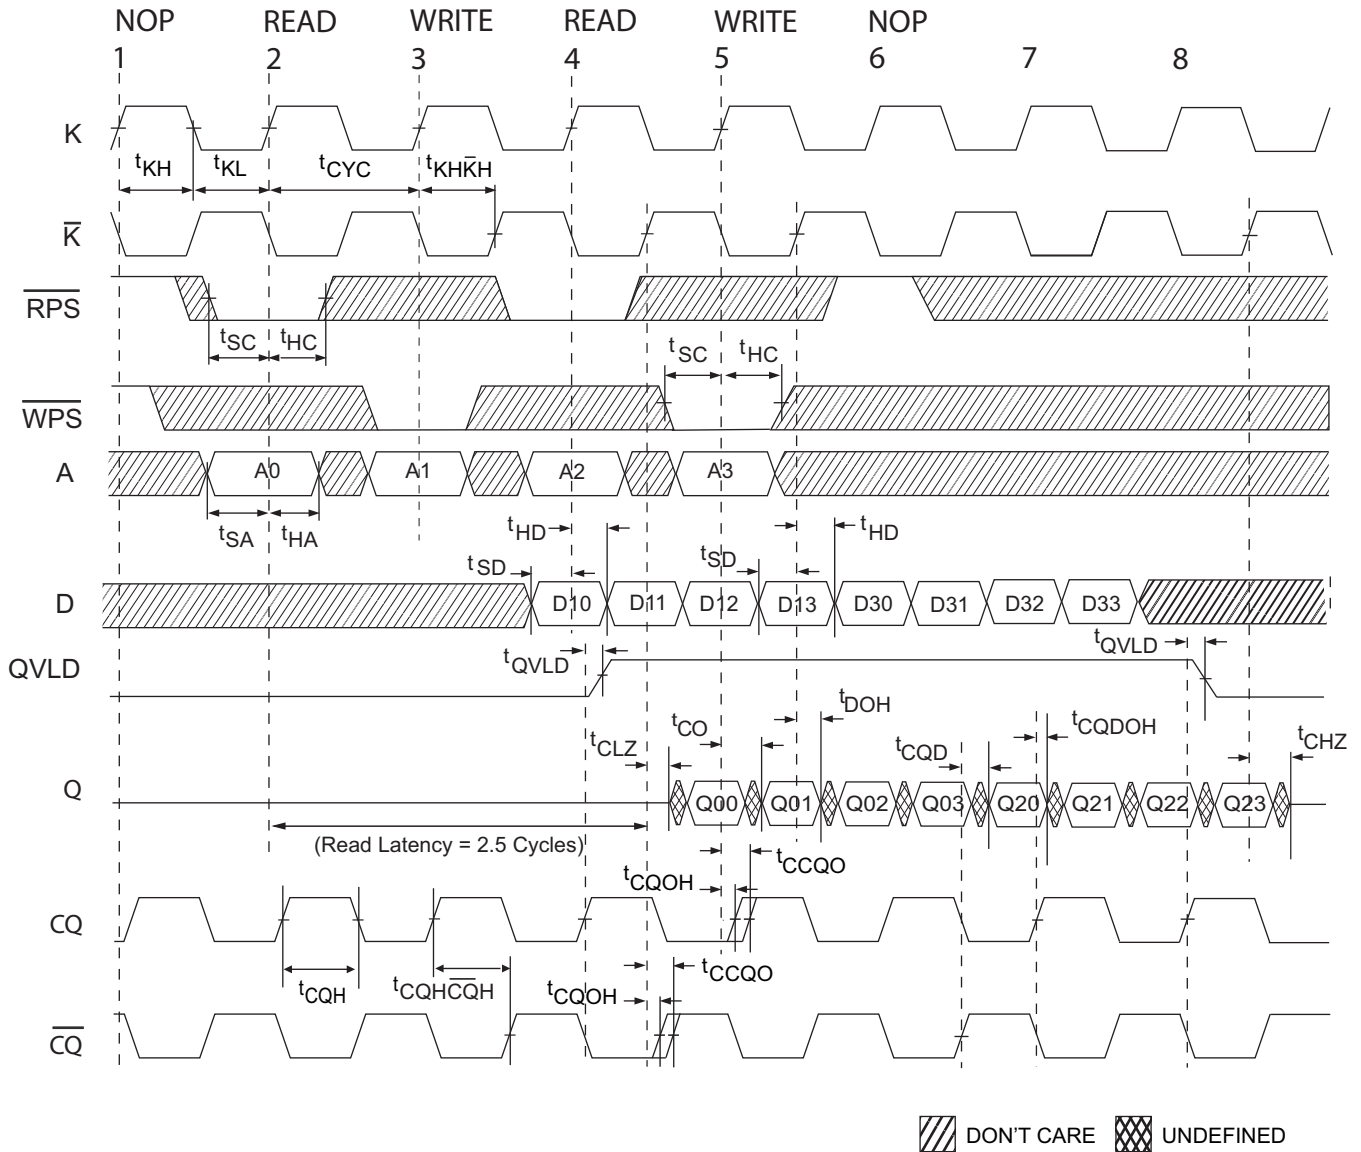 NOP READ WRITE READ WRITE NOP
1 2 3 4 5 6 7 8
K
tKH tKL tCYC tKHK̅H
K̅
R̅P̅S̅
tSC tHC
tSC tHC
W̅P̅S̅
A A0 A1 A2 A3
tSA tHA
tHD tHD
tSD tSD
D D10 D11 D12 D13 D30 D31 D32 D33
QVLD tQVLD tQVLD
tCLZ tCO tDOH tCQD tCQDOH tCHZ
Q Q00 Q01 Q02 Q03 Q20 Q21 Q22 Q23
(Read Latency = 2.5 Cycles)
tCQOH tCCQO
CQ
tCQH tCQHC̅Q̅H tCQOH tCCQO
C̅Q̅
DON'T CARE UNDEFINED